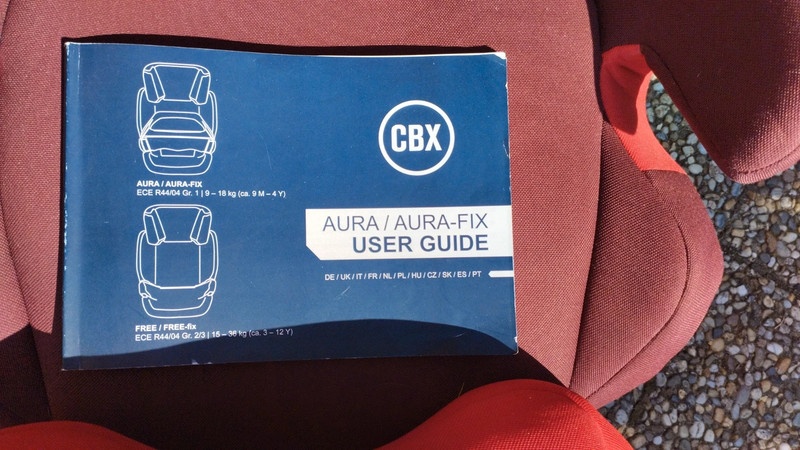 CBX
AURA / AURA-FIX
ECE R44/04 Gr. 1 | 9 – 18 kg (ca. 9 M – 4 Y)
AURA / AURA-FIX
USER GUIDE
DE / UK / IT / FR / NL / PL / HU / CZ / SK / ES / PT
FREE / FREE-fix
ECE R44/04 Gr. 2/3 | 15 – 36 kg (ca. 3 – 12 Y)